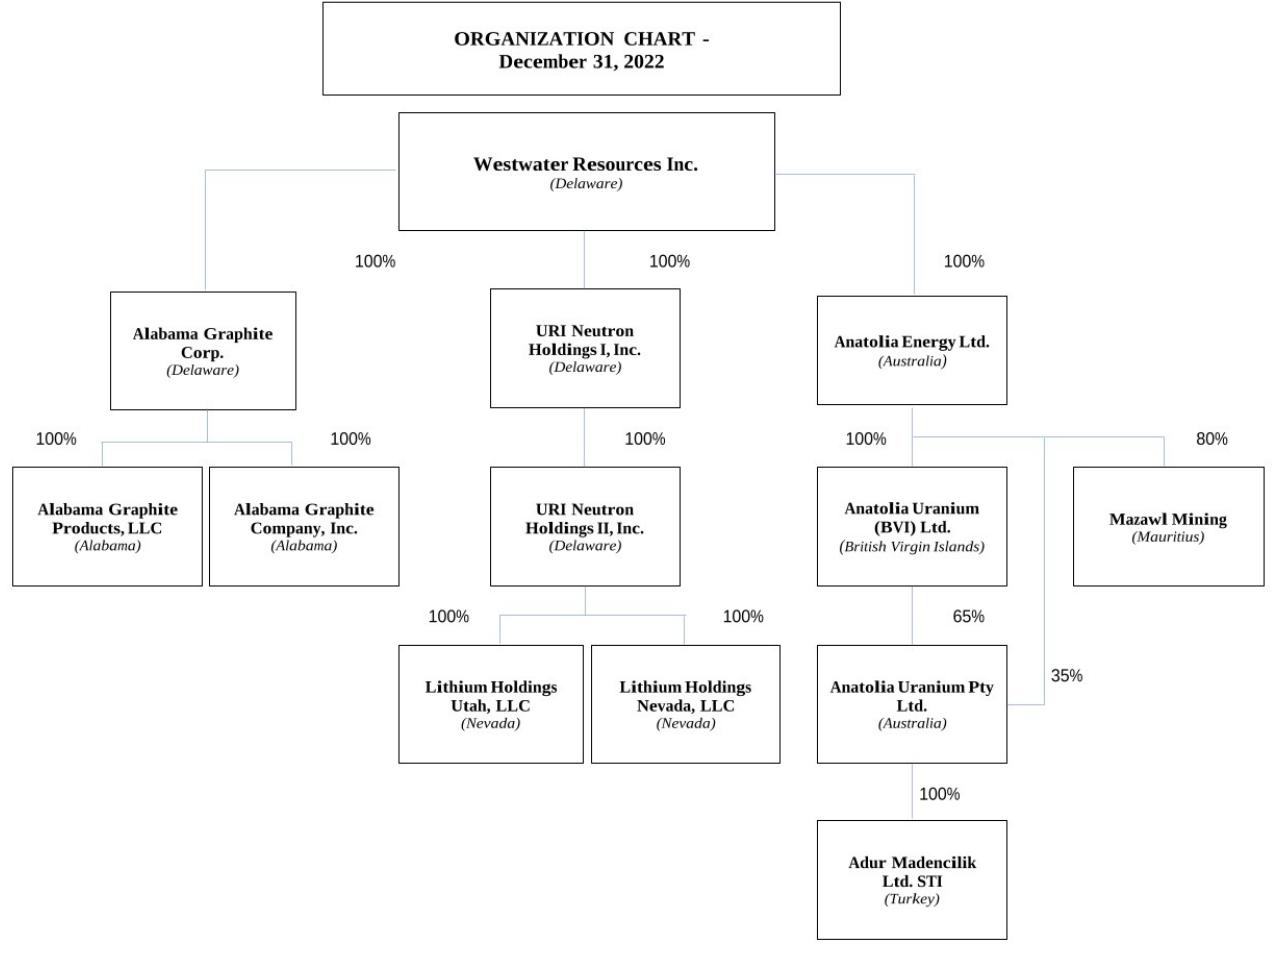 ORGANIZATION CHART -
December 31, 2022
Westwater Resources Inc.
(Delaware)
100%
100%
100%
Alabama Graphite
Corp.
(Delaware)
URI Neutron
Holdings I, Inc.
(Delaware)
Anatolia Energy Ltd.
(Australia)
100%
100%
100%
100%
80%
Alabama Graphite
Products, LLC
(Alabama)
Alabama Graphite
Company, Inc.
(Alabama)
URI Neutron
Holdings II, Inc.
(Delaware)
Anatolia Uranium
(BVI) Ltd.
(British Virgin Islands)
Mazawl Mining
(Mauritius)
100%
100%
65%
35%
Lithium Holdings
Utah, LLC
(Nevada)
Lithium Holdings
Nevada, LLC
(Nevada)
Anatolia Uranium Pty
Ltd.
(Australia)
100%
Adur Madencilik
Ltd. STI
(Turkey)